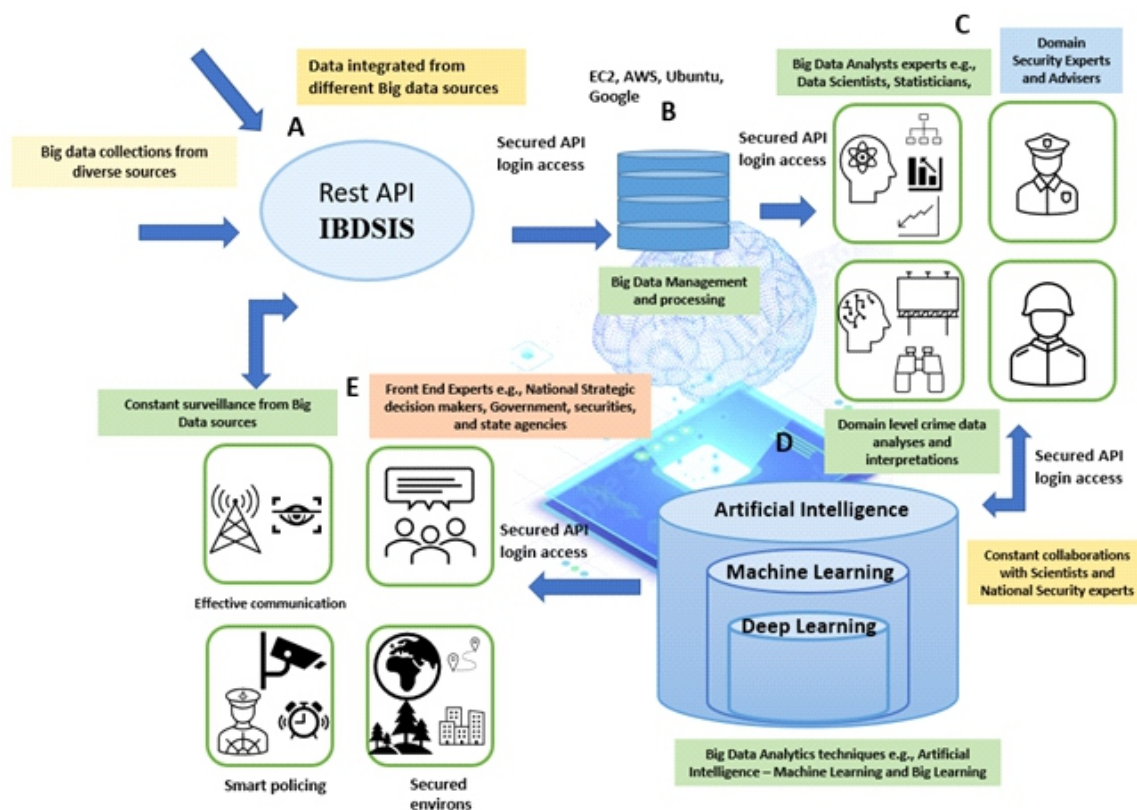 C
Data integrated from
different Big data sources
Big Data Analysts experts e.g.,
Data Scientists, Statisticians,
Domain
Security Experts
and Advisers
EC2, AWS, Ubuntu,
Google
A
B
Big data collections from
diverse sources
Secured API
login access
Secured API
login access
Rest API
IBDSIS
Big Data Management
and processing
E
Front End Experts e.g., National Strategic
decision makers, Government, securities,
and state agencies
Constant surveillance from Big
Data sources
D
Domain level crime data
analyses and
interpretations
Secured API
login access
Artificial Intelligence
Secured API
login access
Machine Learning
Constant collaborations
with Scientists and
National Security experts
Effective communication
Deep Learning
Big Data Analytics techniques e.g., Artificial
Intelligence – Machine Learning and Big Learning
Smart policing
Secured
environs